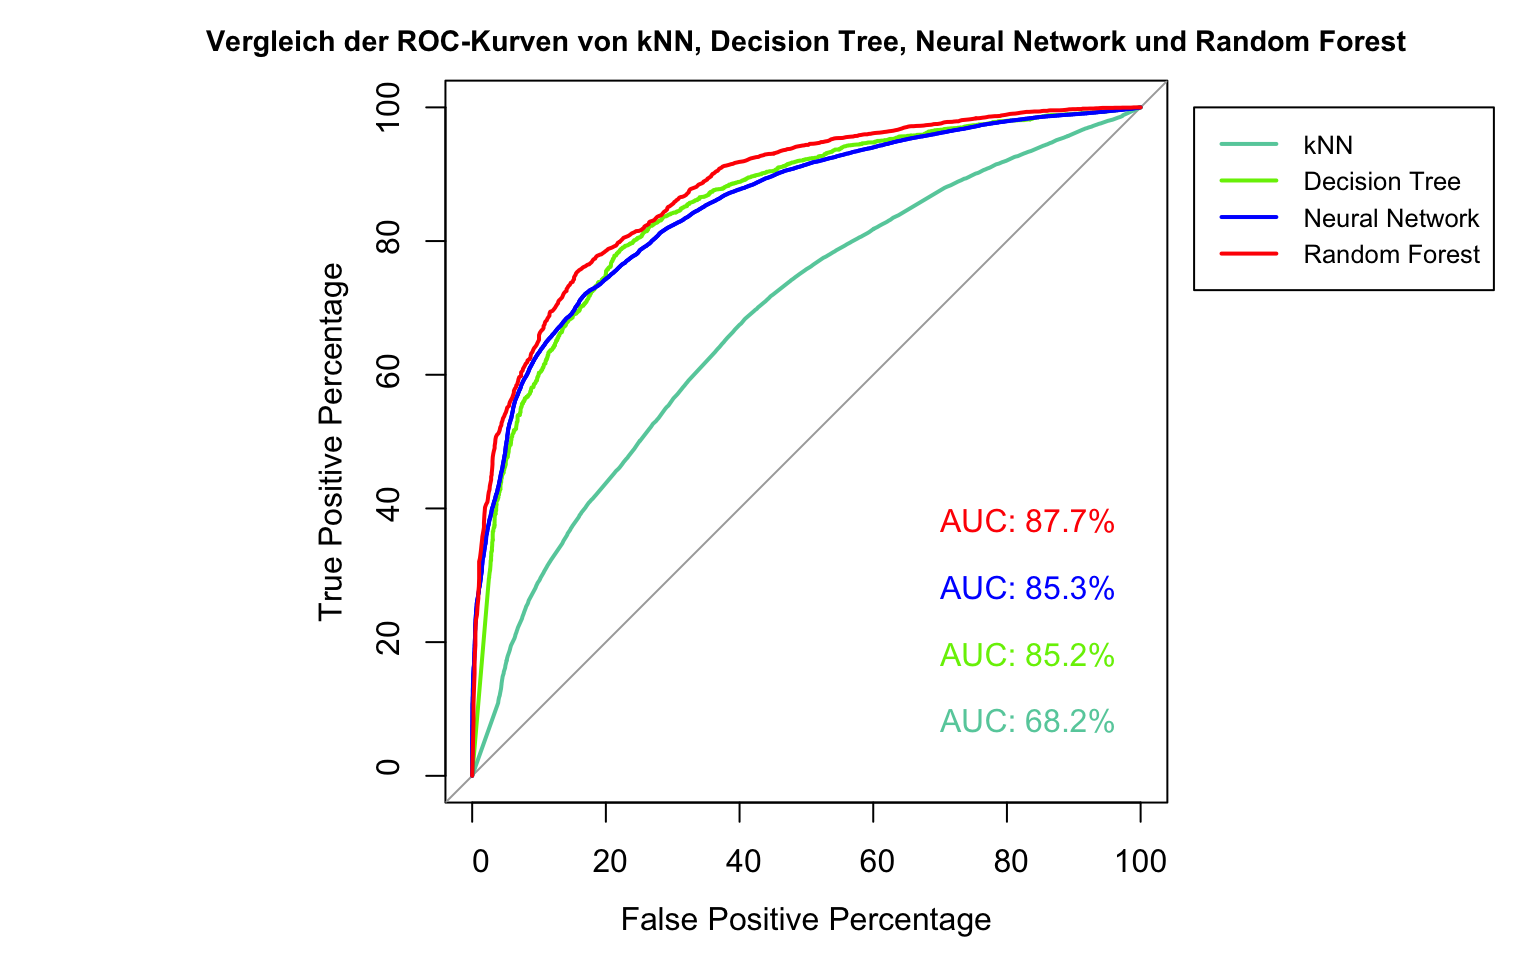 Vergleich der ROC-Kurven von kNN, Decision Tree, Neural Network und Random Forest
True Positive Percentage
100
80
60
40
20
0
kNN
Decision Tree
Neural Network
Random Forest
AUC: 87.7%
AUC: 85.3%
AUC: 85.2%
AUC: 68.2%
0 20 40 60 80 100
False Positive Percentage